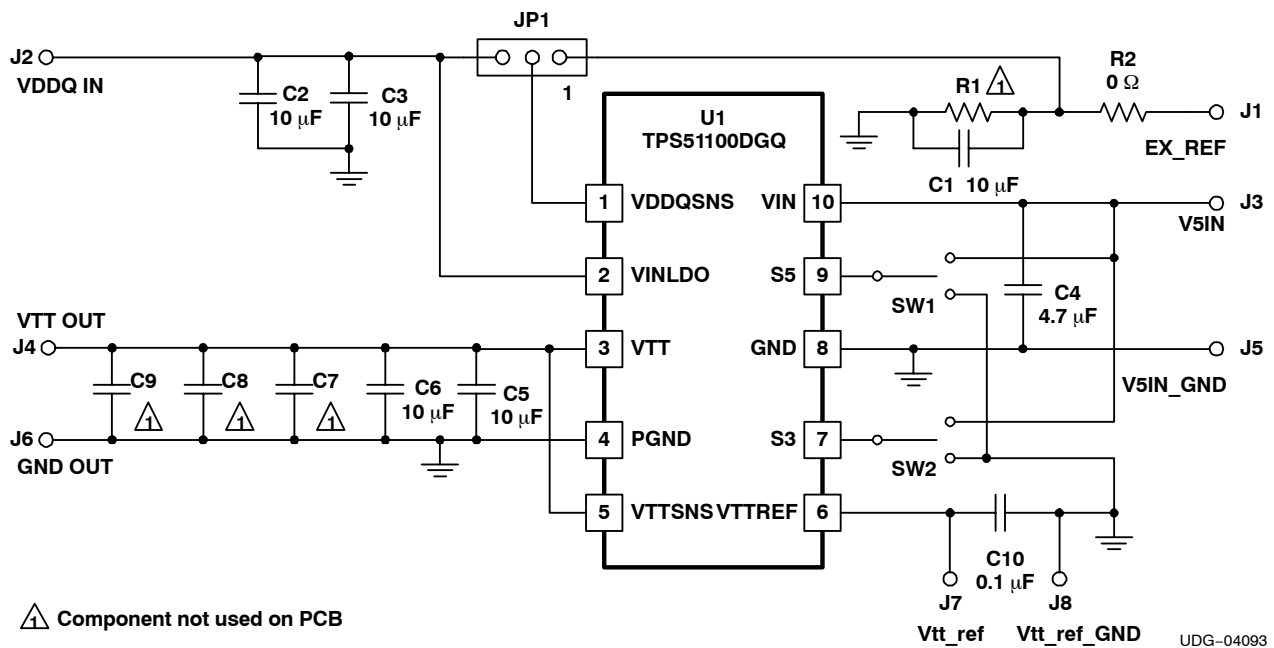 JP1
J2
VDDQ IN
C2
10 μF
C3
10 μF
1
R1
1
R2
0 Ω
J1
EX_REF
C1 10 μF
U1
TPS51100DGQ
1 VDDQSNS
VIN 10
J3
V5IN
2 VINLDO
S5 9
SW1
C4
4.7 μF
VTT OUT
J4
3 VTT
GND 8
J5
V5IN_GND
C9
1
C8
1
C7
1
C6
10 μF
C5
10 μF
J6
GND OUT
4 PGND
S3 7
SW2
5 VTTSNS
VTTREF 6
C10
0.1 μF
J7
Vtt_ref
J8
Vtt_ref_GND
1 Component not used on PCB
UDG–04093